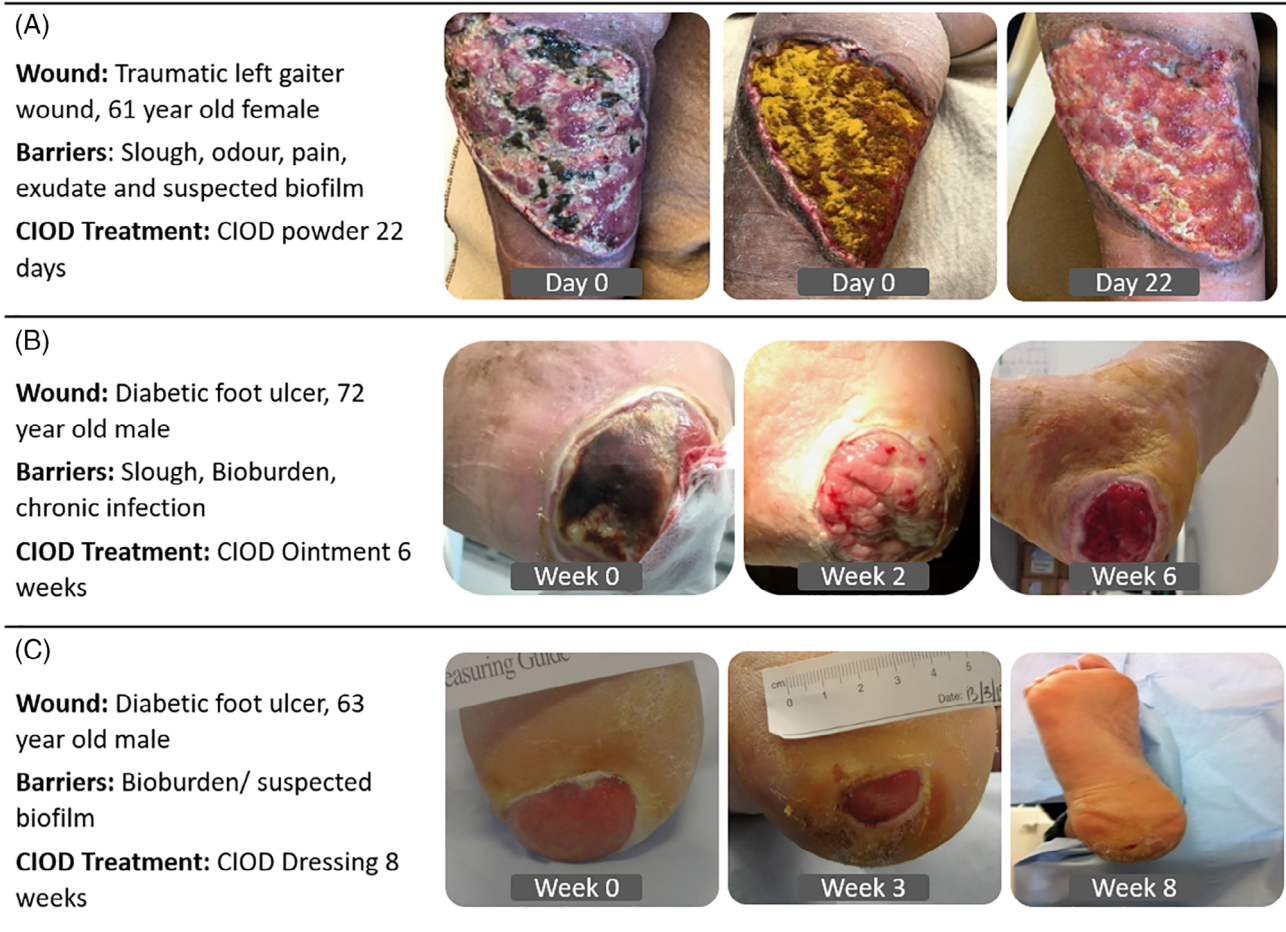 (A)
Wound: Traumatic left gaiter
wound, 61 year old female
Barriers: Slough, odour, pain,
exudate and suspected biofilm
CIOD Treatment: CIOD powder 22
days
Day 0
Day 0
Day 22
(B)
Wound: Diabetic foot ulcer, 72
year old male
Barriers: Slough, Bioburden,
chronic infection
CIOD Treatment: CIOD Ointment 6
weeks
Week 0
Week 2
Week 6
(C)
Wound: Diabetic foot ulcer, 63
year old male
Barriers: Bioburden/ suspected
biofilm
CIOD Treatment: CIOD Dressing 8
weeks
easuring Guide
Week 0
cm
0 1 2 3 4 5
Date: 13/3/
Week 3
Week 8